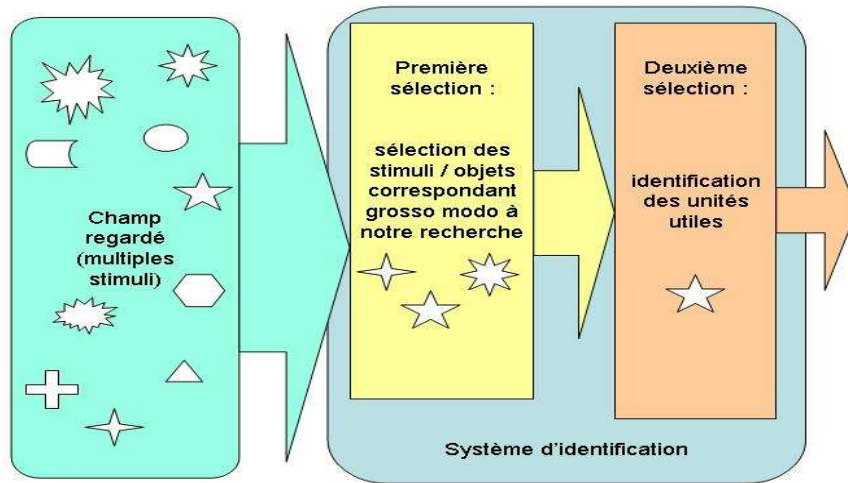 Champ
regardé
(multiples
stimuli)
Première
sélection :
sélection des
stimuli / objets
correspondant
grosso modo à
notre recherche
Deuxième
sélection :
identification
des unités
utiles
Système d'identification